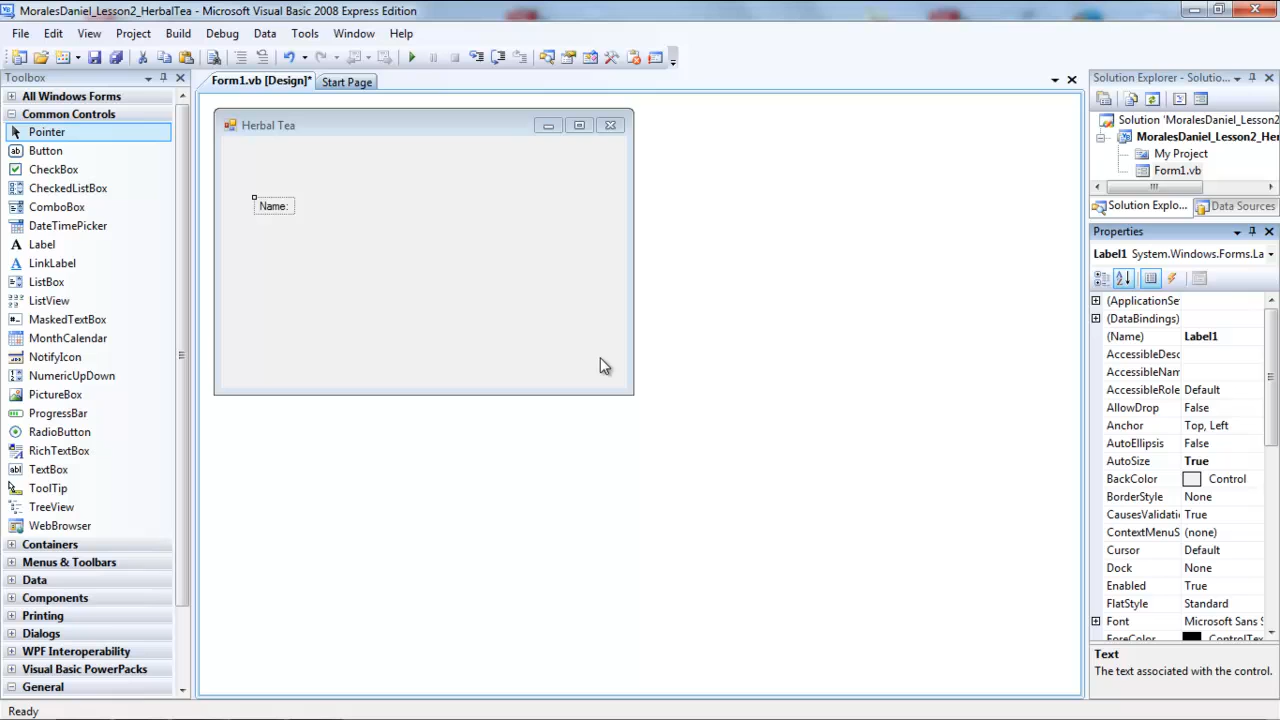 MoralesDaniel_Lesson2_HerbalTea - Microsoft Visual Basic 2008 Express Edition
File Edit View Project Build Debug Data Tools Window Help
Toolbox
All Windows Forms
Common Controls
Pointer
Button
CheckBox
CheckedListBox
ComboBox
DateTimePicker
Label
LinkLabel
ListBox
ListView
MaskedTextBox
MonthCalendar
NotifyIcon
NumericUpDown
PictureBox
ProgressBar
RadioButton
RichTextBox
TextBox
ToolTip
TreeView
WebBrowser
Containers
Menus & Toolbars
Data
Components
Printing
Dialogs
WPF Interoperability
Visual Basic PowerPacks
General
Form1.vb [Design]* Start Page
Herbal Tea
Name:
Solution Explorer - Solutio...
Solution 'MoralesDaniel_Lesson2
MoralesDaniel_Lesson2_He
My Project
Form1.vb
Solution Explo... Data Sources
Properties
Label1 System.Windows.Forms.La
(ApplicationSe
(DataBindings)
(Name) Label1
AccessibleDesc
AccessibleNam
AccessibleRole Default
AllowDrop False
Anchor Top, Left
AutoEllipsis False
AutoSize True
BackColor Control
BorderStyle None
CausesValidati True
ContextMenuS (none)
Cursor Default
Dock None
Enabled True
FlatStyle Standard
Font Microsoft Sans S
ForeColor ControlText
Text
The text associated with the control.
Ready